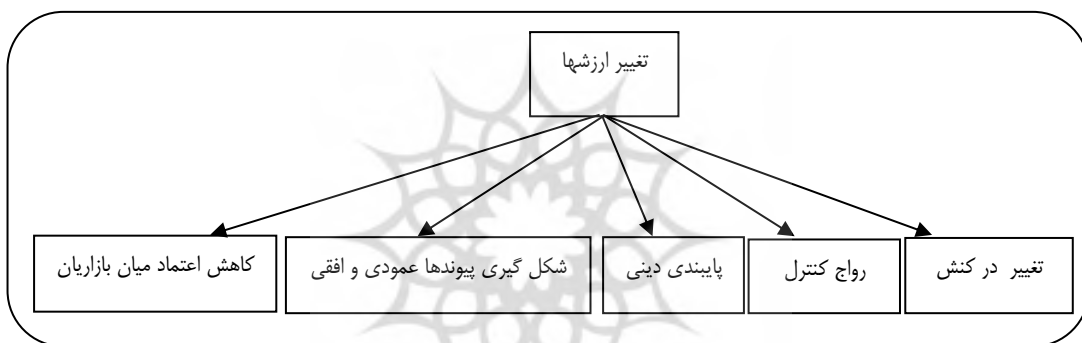 تغییر ارزشها
تغییر در کنش
رواج کنترل
پایبندی دینی
شکل گیری پیوندها عمودی و افقی
کاهش اعتماد میان بازاریان